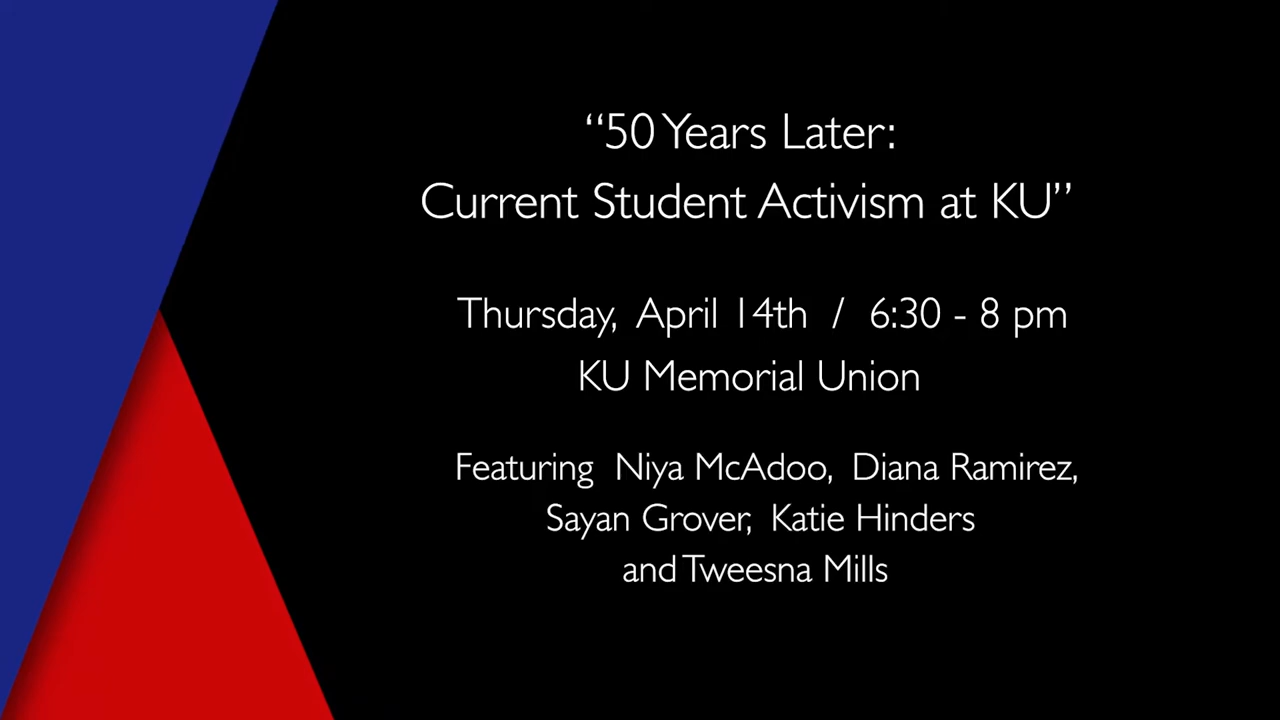 “50 Years Later:
Current Student Activism at KU”
Thursday, April 14th / 6:30 - 8 pm
KU Memorial Union
Featuring Niya McAdoo, Diana Ramirez,
Sayan Grover, Katie Hinders
and Tweesna Mills